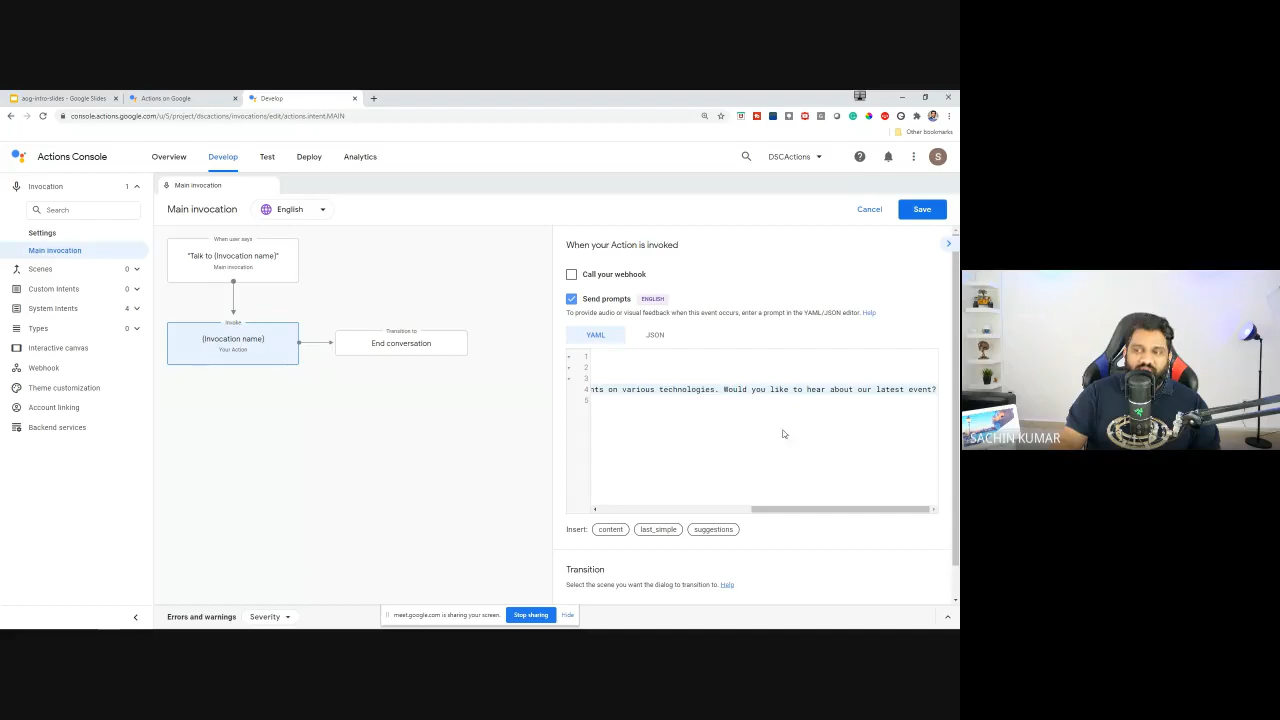 aog-intro-slides - Google Slides
Actions on Google
Develop
console.actions.google.com/u/5/project/dscactions/invocations/edit/actions.intent.MAIN
Other bookmarks
Actions Console
Overview
Develop
Test
Deploy
Analytics
DSCActions
S
Invocation 1
Search
Settings
Main invocation
Scenes 0
Custom Intents 0
System Intents 4
Types 0
Interactive canvas
Webhook
Theme customization
Account linking
Backend services
Main invocation
Main invocation
English
Cancel
Save
When user says
"Talk to {Invocation name}"
Main invocation
Invoke
{Invocation name}
Your Action
Transition to
End conversation
When your Action is invoked
Call your webhook
Send prompts ENGLISH
To provide audio or visual feedback when this event occurs, enter a prompt in the YAML/JSON editor. Help
YAML
JSON
1
2
3
4 nts on various technologies. Would you like to hear about our latest event?
5
Insert: content last_simple suggestions
Transition
Select the scene you want the dialog to transition to. Help
Errors and warnings
Severity
meet.google.com is sharing your screen.
Stop sharing
Hide
SACHIN KUMAR